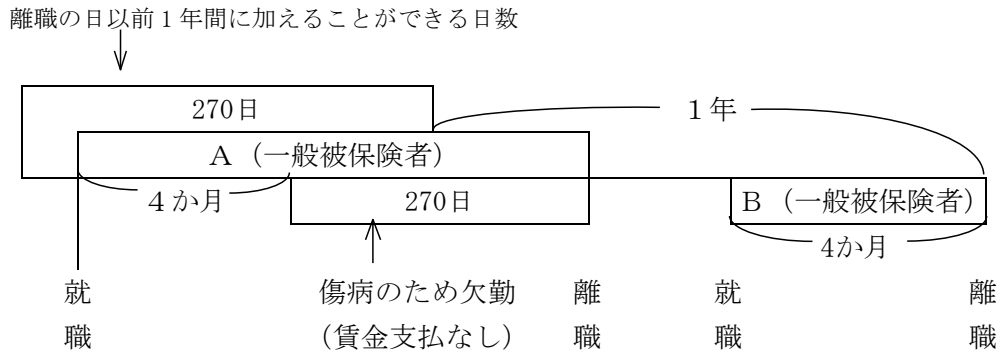 離職の日以前1年間に加えることができる日数
270日
1年
A（一般被保険者）
4か月
270日
B（一般被保険者）
4か月
就職
傷病のため欠勤
（賃金支払なし）
離職
就職
離職